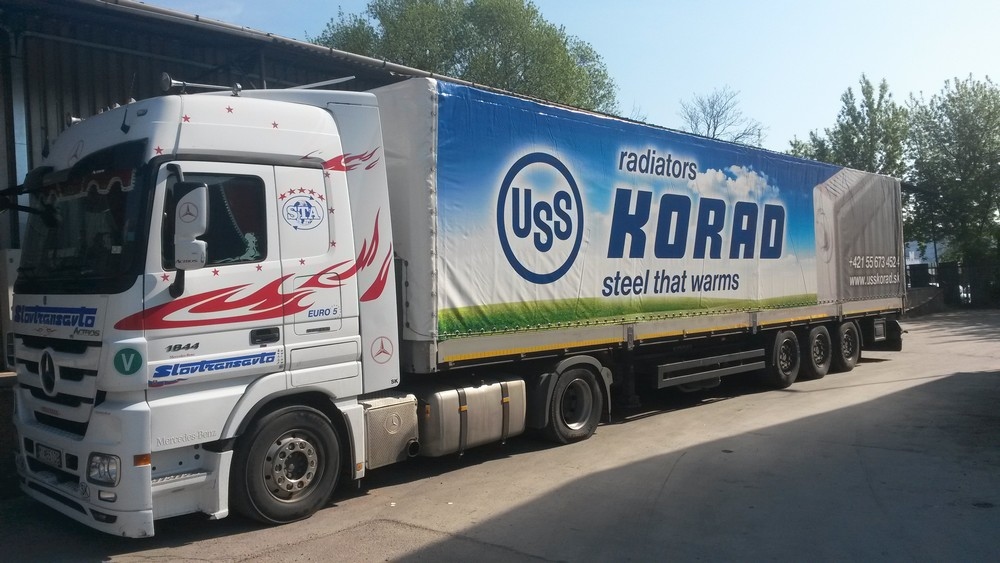 radiators
USS
KORAD
steel that warms
+421 55 673 452
www.usskorad.sk
STA
EURO 5
Slovtransavto
ACTROS
1844
V
Slovtransavto
SK
Mercedes-Benz